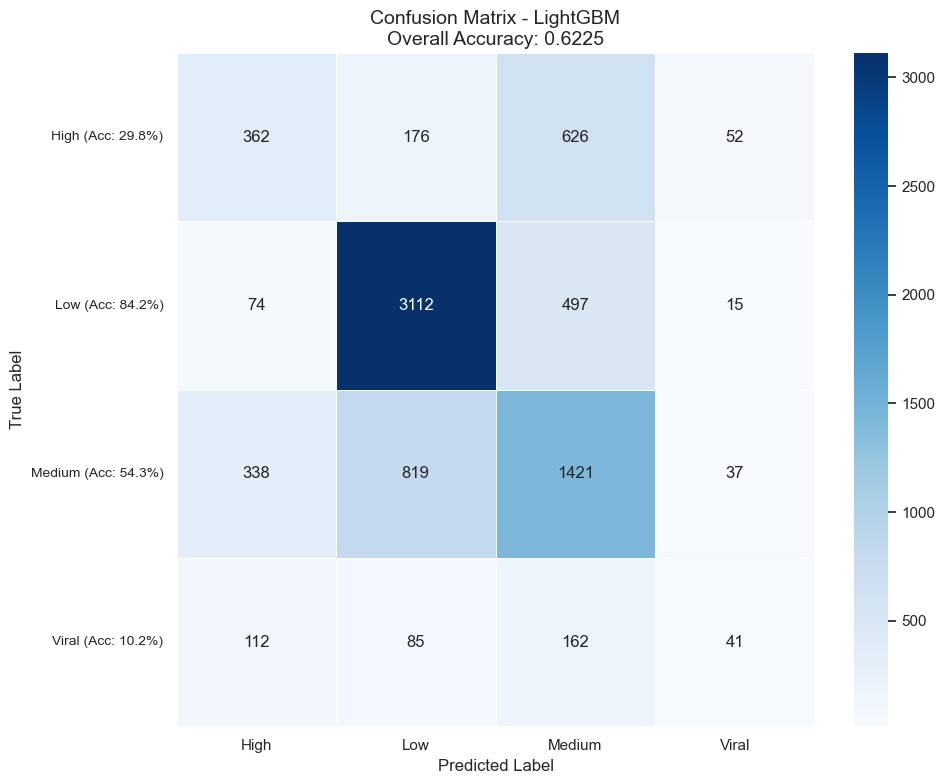 Confusion Matrix - LightGBM
Overall Accuracy: 0.6225
High (Acc: 29.8%) 362 176 626 52
Low (Acc: 84.2%) 74 3112 497 15
Medium (Acc: 54.3%) 338 819 1421 37
Viral (Acc: 10.2%) 112 85 162 41
High Low Medium Viral
Predicted Label
True Label
3000
2500
2000
1500
1000
500